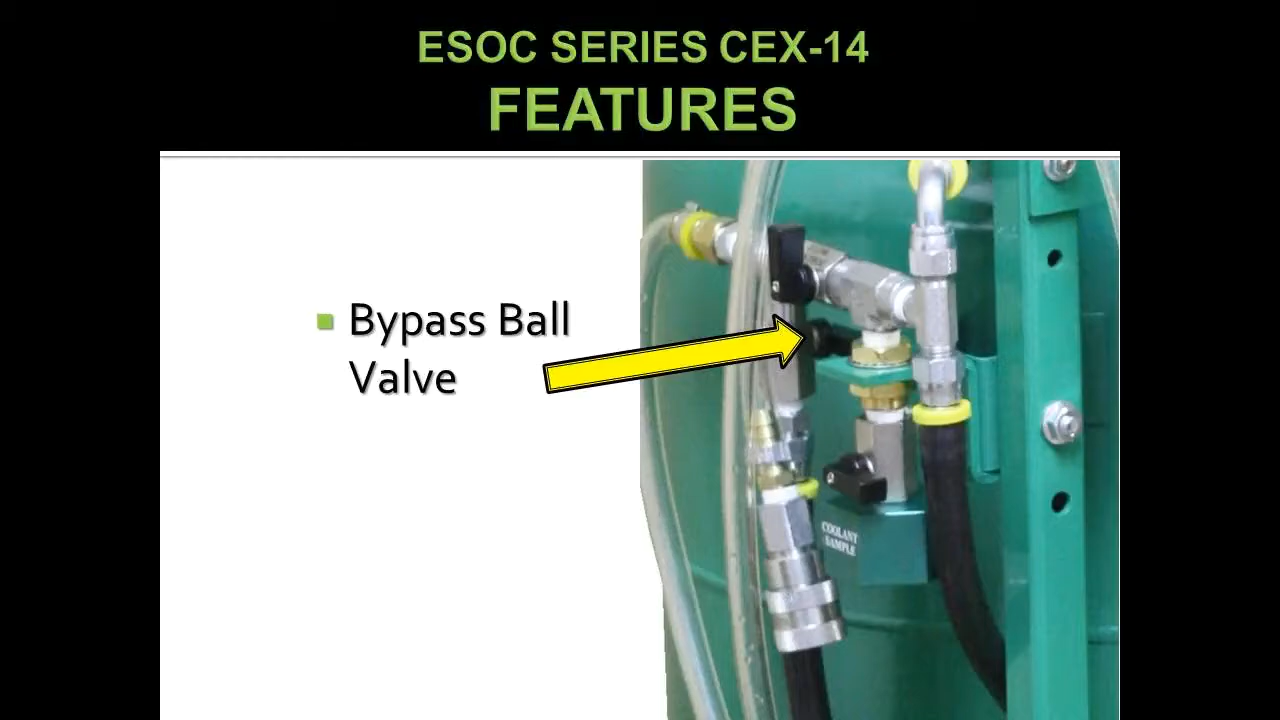 ESOC SERIES CEX-14
FEATURES
Bypass Ball
Valve
COOLANT
SAMPLE